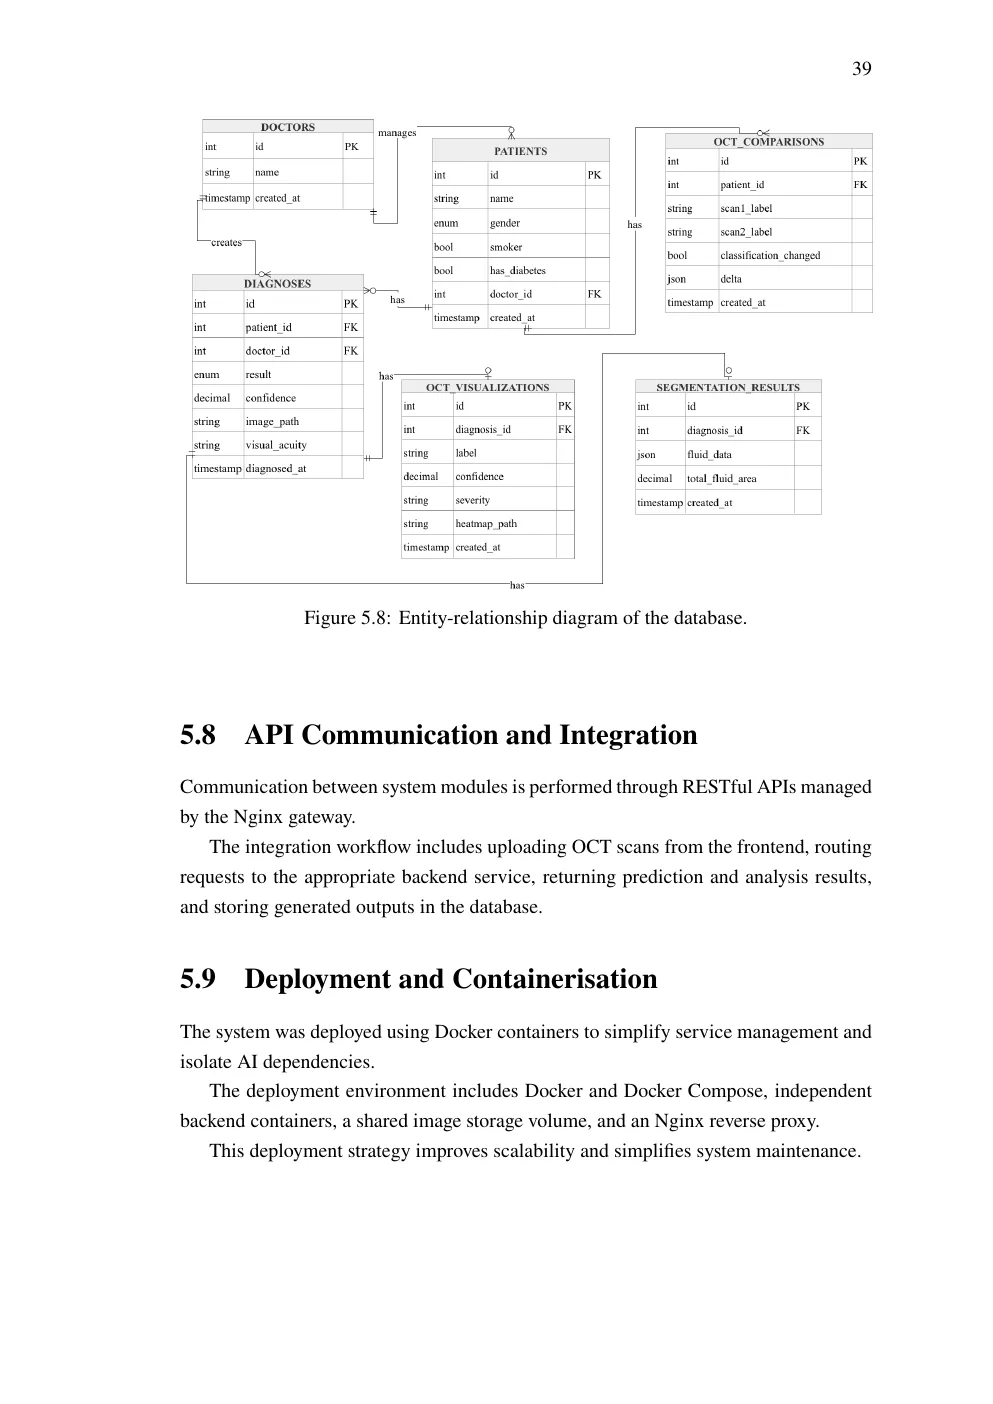 39
DOCTORS
int id PK
string name
timestamp created_at
manages
PATIENTS
int id PK
string name
enum gender
bool smoker
bool has_diabetes
int doctor_id FK
timestamp created_at
has
OCT_COMPARISONS
int id PK
int patient_id FK
string scan1_label
string scan2_label
bool classification_changed
json delta
timestamp created_at
creates
DIAGNOSES
int id PK
int patient_id FK
int doctor_id FK
enum result
decimal confidence
string image_path
string visual_acuity
timestamp diagnosed_at
has
has
OCT_VISUALIZATIONS
int id PK
int diagnosis_id FK
string label
decimal confidence
string severity
string heatmap_path
timestamp created_at
SEGMENTATION_RESULTS
int id PK
int diagnosis_id FK
json fluid_data
decimal total_fluid_area
timestamp created_at
has
Figure 5.8: Entity-relationship diagram of the database.
5.8 API Communication and Integration
Communication between system modules is performed through RESTful APIs managed
by the Nginx gateway.
The integration workflow includes uploading OCT scans from the frontend, routing
requests to the appropriate backend service, returning prediction and analysis results,
and storing generated outputs in the database.
5.9 Deployment and Containerisation
The system was deployed using Docker containers to simplify service management and
isolate AI dependencies.
The deployment environment includes Docker and Docker Compose, independent
backend containers, a shared image storage volume, and an Nginx reverse proxy.
This deployment strategy improves scalability and simplifies system maintenance.